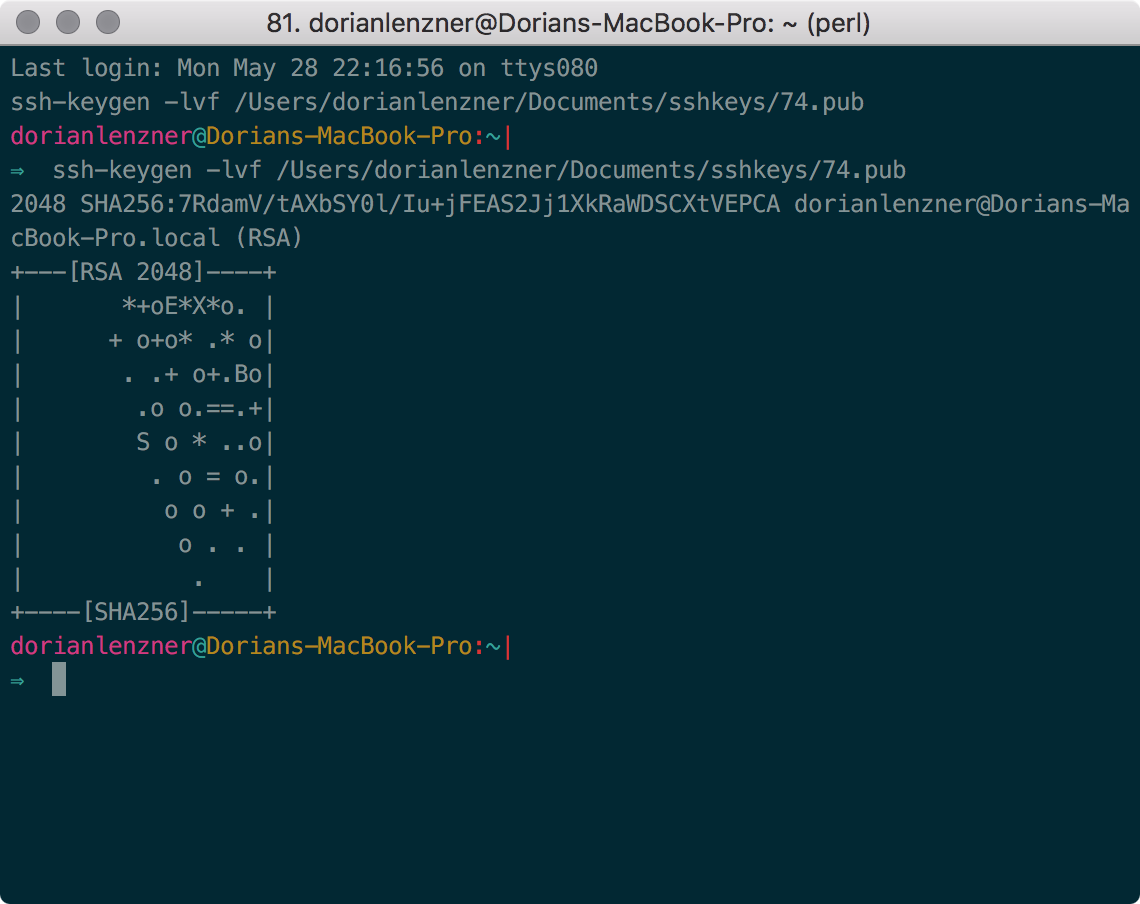 81. dorianlenzner@Dorians-MacBook-Pro: ~ (perl)
Last login: Mon May 28 22:16:56 on ttys080
ssh-keygen -lvf /Users/dorianlenzner/Documents/sshkeys/74.pub
dorianlenzner@Dorians-MacBook-Pro:~|
⇒  ssh-keygen -lvf /Users/dorianlenzner/Documents/sshkeys/74.pub
2048 SHA256:7RdamV/tAXbSY0l/Iu+jFEAS2Jj1XkRaWDSCXtVEPCA dorianlenzner@Dorians-Ma
cBook-Pro.local (RSA)
+---[RSA 2048]----+
|       *+oE*X*o. |
|      + o+o* .* o|
|       . .+ o+.Bo|
|        .o o.==.+|
|        S o * ..o|
|         . o = o.|
|          o o + .|
|           o . . |
|            .    |
+----[SHA256]-----+
dorianlenzner@Dorians-MacBook-Pro:~|
⇒